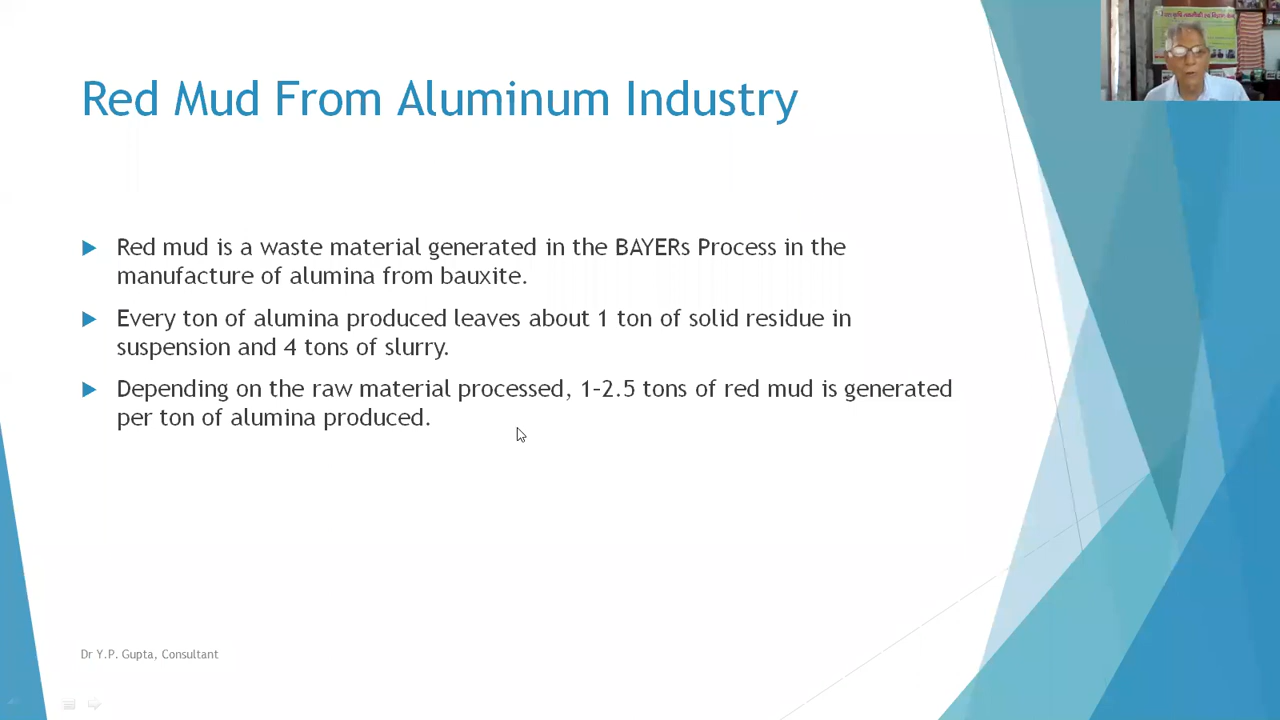 Red Mud From Aluminum Industry
Red mud is a waste material generated in the BAYERs Process in the
manufacture of alumina from bauxite.
Every ton of alumina produced leaves about 1 ton of solid residue in
suspension and 4 tons of slurry.
Depending on the raw material processed, 1–2.5 tons of red mud is generated
per ton of alumina produced.
Dr Y.P. Gupta, Consultant